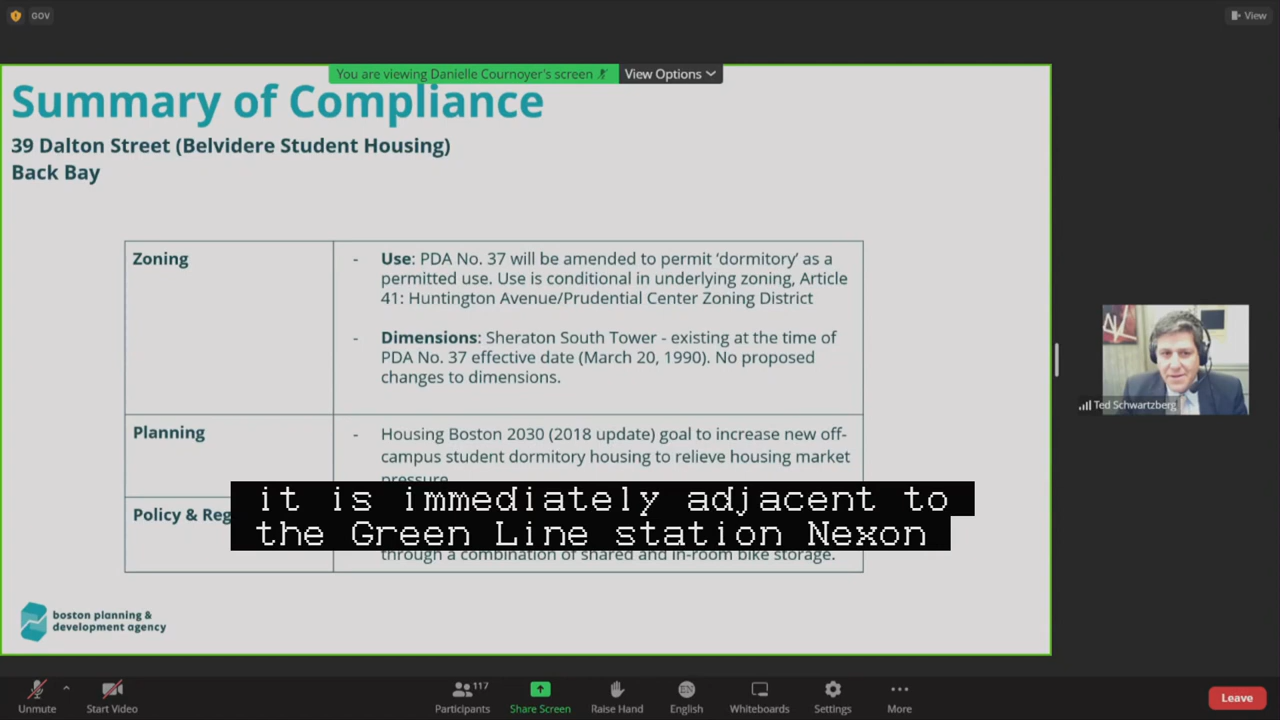 GOV
View
You are viewing Danielle Cournoyer's screen
View Options
Summary of Compliance
39 Dalton Street (Belvidere Student Housing)
Back Bay
Zoning
- Use: PDA No. 37 will be amended to permit ‘dormitory’ as a
permitted use. Use is conditional in underlying zoning, Article
41: Huntington Avenue/Prudential Center Zoning District
- Dimensions: Sheraton South Tower - existing at the time of
PDA No. 37 effective date (March 20, 1990). No proposed
changes to dimensions.
Planning
- Housing Boston 2030 (2018 update) goal to increase new off-
campus student dormitory housing to relieve housing market
pressure.
Policy & Reg
through a combination of shared and in-room bike storage.
it is immediately adjacent to
the Green Line station Nexon
boston planning &
development agency
Ted Schwartzberg
Unmute
Start Video
117
Participants
Share Screen
Raise Hand
EN
English
Whiteboards
Settings
More
Leave